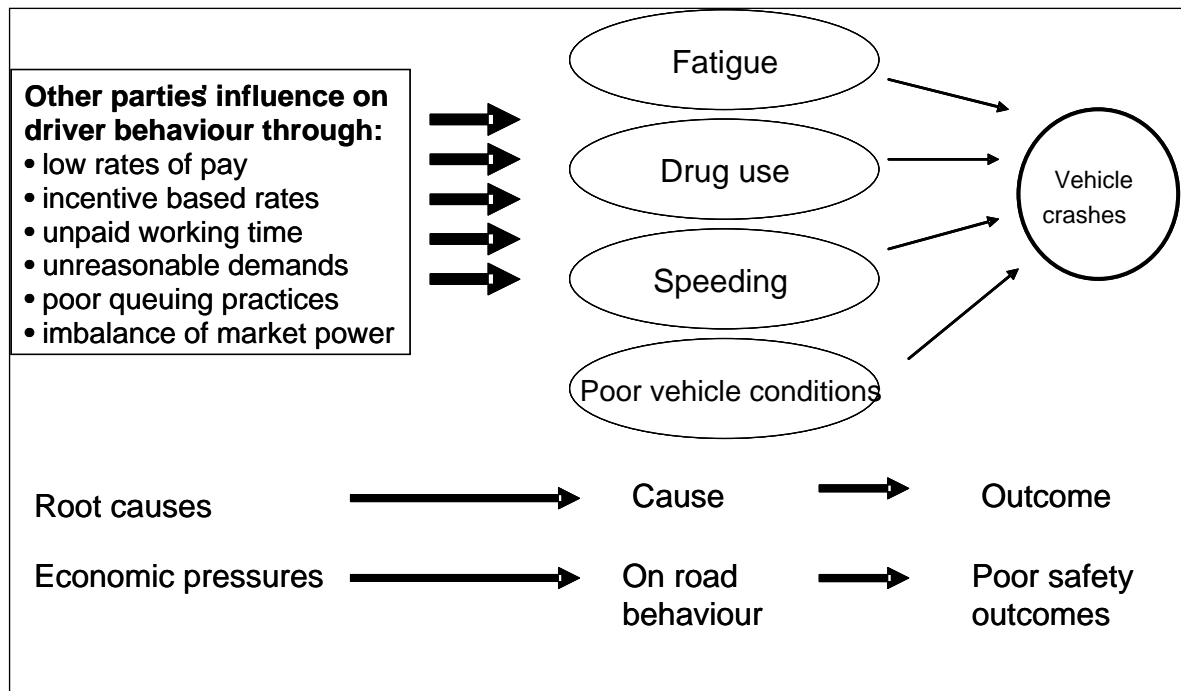 Other parties' influence on
driver behaviour through:
• low rates of pay
• incentive based rates
• unpaid working time
• unreasonable demands
• poor queuing practices
• imbalance of market power
Fatigue
Drug use
Speeding
Poor vehicle conditions
Vehicle
crashes
Root causes
Cause
Outcome
Economic pressures
On road
behaviour
Poor safety
outcomes